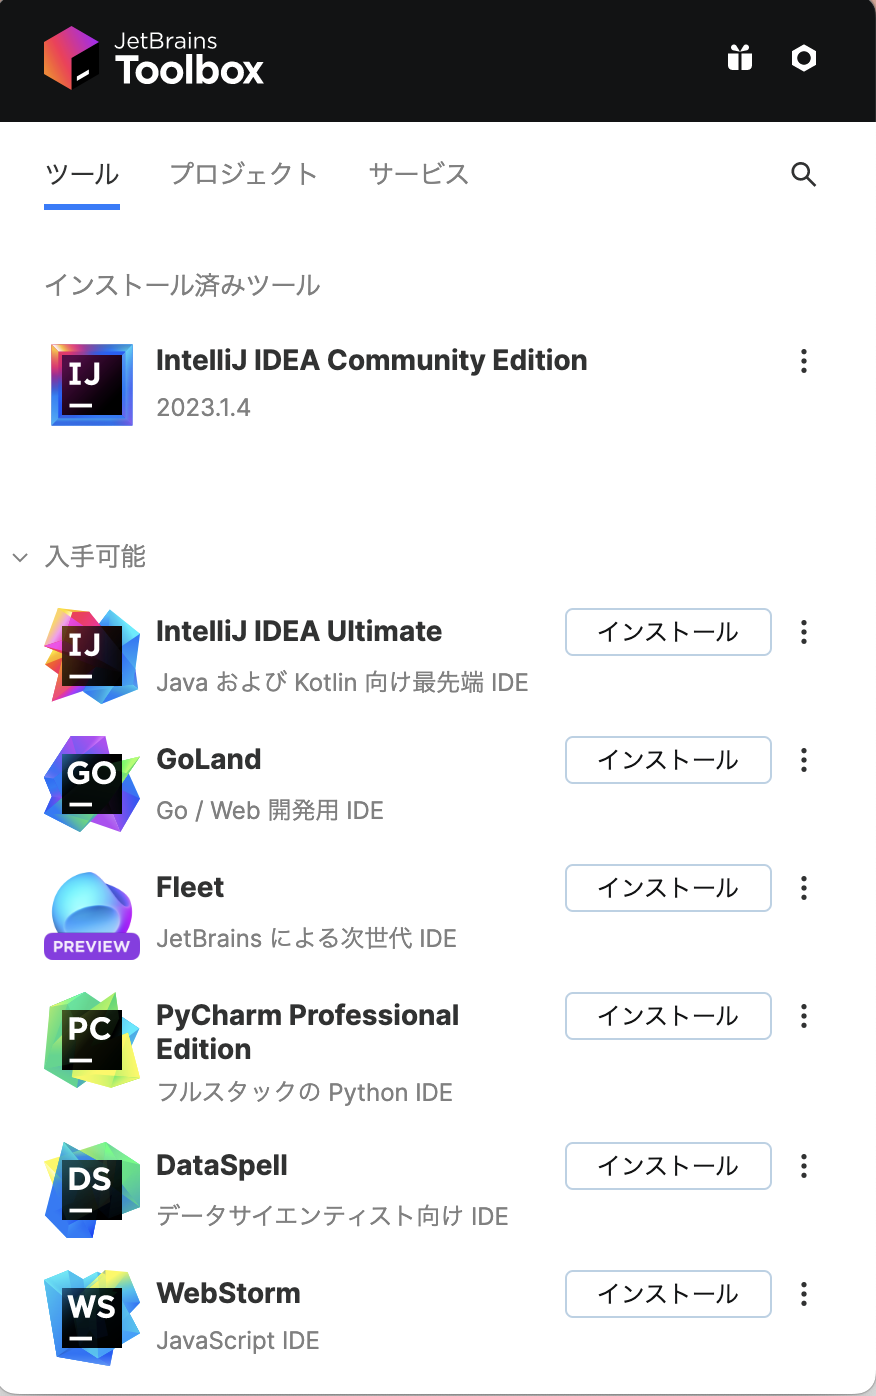 JetBrains
Toolbox
ツール プロジェクト サービス
インストール済みツール
IJ
IntelliJ IDEA Community Edition
2023.1.4
入手可能
IJ
IntelliJ IDEA Ultimate
インストール
Java および Kotlin 向け最先端 IDE
GO
GoLand
インストール
Go / Web 開発用 IDE
Fleet
インストール
PREVIEW
JetBrains による次世代 IDE
PC
PyCharm Professional
Edition
インストール
フルスタックの Python IDE
DS
DataSpell
インストール
データサイエンティスト向け IDE
WS
WebStorm
インストール
JavaScript IDE